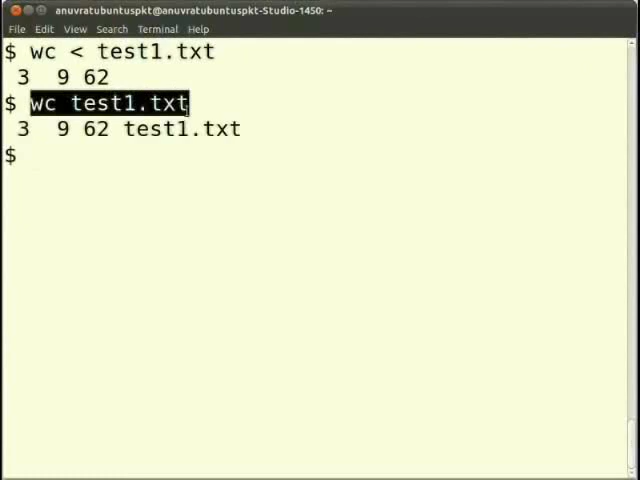 anuvratubuntuspkt@anuvratubuntuspkt-Studio-1450: ~
File Edit View Search Terminal Help
$ wc < test1.txt
 3  9 62
$ wc test1.txt
 3  9 62 test1.txt
$